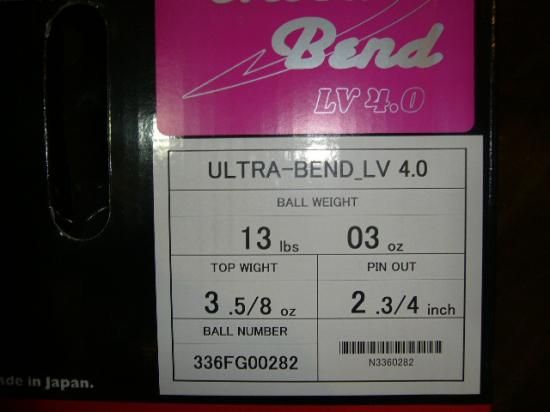 Bend
LV 4.0
ULTRA-BEND_LV 4.0
BALL WEIGHT
13 lbs 03 oz
TOP WIGHT PIN OUT
3 .5/8 oz 2 .3/4 inch
BALL NUMBER
336FG00282
N3360282
in Japan.